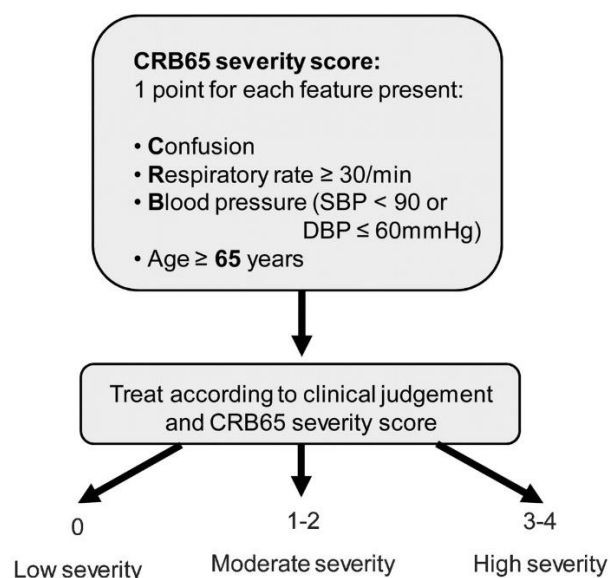 CRB65 severity score:
1 point for each feature present:
• Confusion
• Respiratory rate ≥ 30/min
• Blood pressure (SBP < 90 or
DBP ≤ 60mmHg)
• Age ≥ 65 years
Treat according to clinical judgement
and CRB65 severity score
0
Low severity
1-2
Moderate severity
3-4
High severity